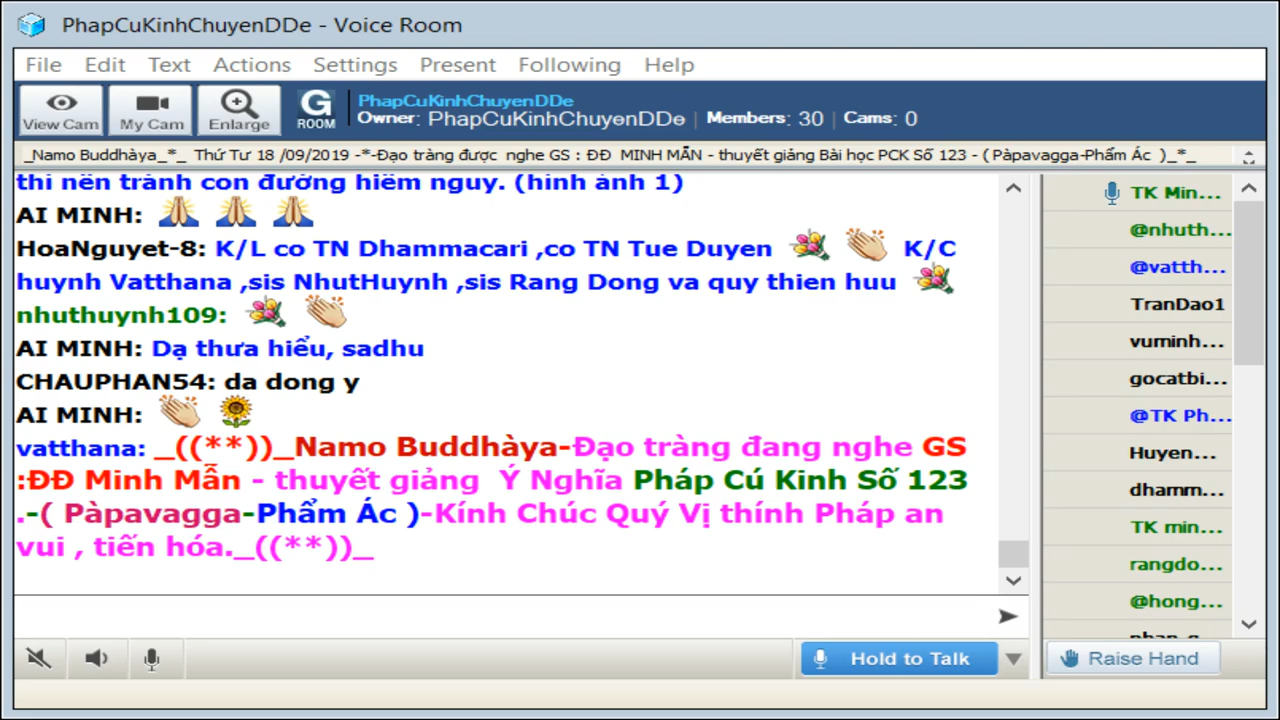 PhapCuKinhChuyenDDe - Voice Room
File Edit Text Actions Settings Present Following Help
View Cam My Cam Enlarge G ROOM
PhapCuKinhChuyenDDe
Owner: PhapCuKinhChuyenDDe | Members: 30 | Cams: 0
_Namo Buddhàya_*_ Thứ Tư 18 /09/2019 -*-Đạo tràng được nghe GS : ĐĐ MINH MẪN - thuyết giảng Bài học PCK Số 123 - ( Pàpavagga-Phẩm Ác )_*_
thì nên tránh con đường hiểm nguy. (hình ảnh 1)
AI MINH:
HoaNguyet-8: K/L co TN Dhammacari ,co TN Tue Duyen K/C
huynh Vatthana ,sis NhutHuynh ,sis Rang Dong va quy thien huu
nhuthuynh109:
AI MINH: Dạ thưa hiểu, sadhu
CHAUPHAN54: da dong y
AI MINH:
vatthana: _((**))_Namo Buddhàya-Đạo tràng đang nghe GS
:ĐĐ Minh Mẫn - thuyết giảng Ý Nghĩa Pháp Cú Kinh Số 123
.-( Pàpavagga-Phẩm Ác )-Kính Chúc Quý Vị thính Pháp an
vui , tiến hóa._((**))_
TK Min...
@nhuth...
@vatth...
TranDao1
vuminh...
gocatbi...
@TK Ph...
Huyen...
dhamm...
TK min...
rangdo...
@hong...
Hold to Talk
Raise Hand